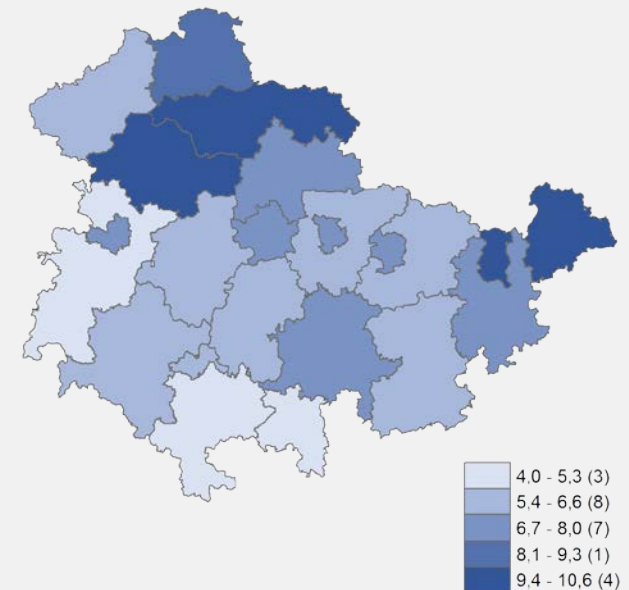 4,0 - 5,3 (3)
5,4 - 6,6 (8)
6,7 - 8,0 (7)
8,1 - 9,3 (1)
9,4 - 10,6 (4)